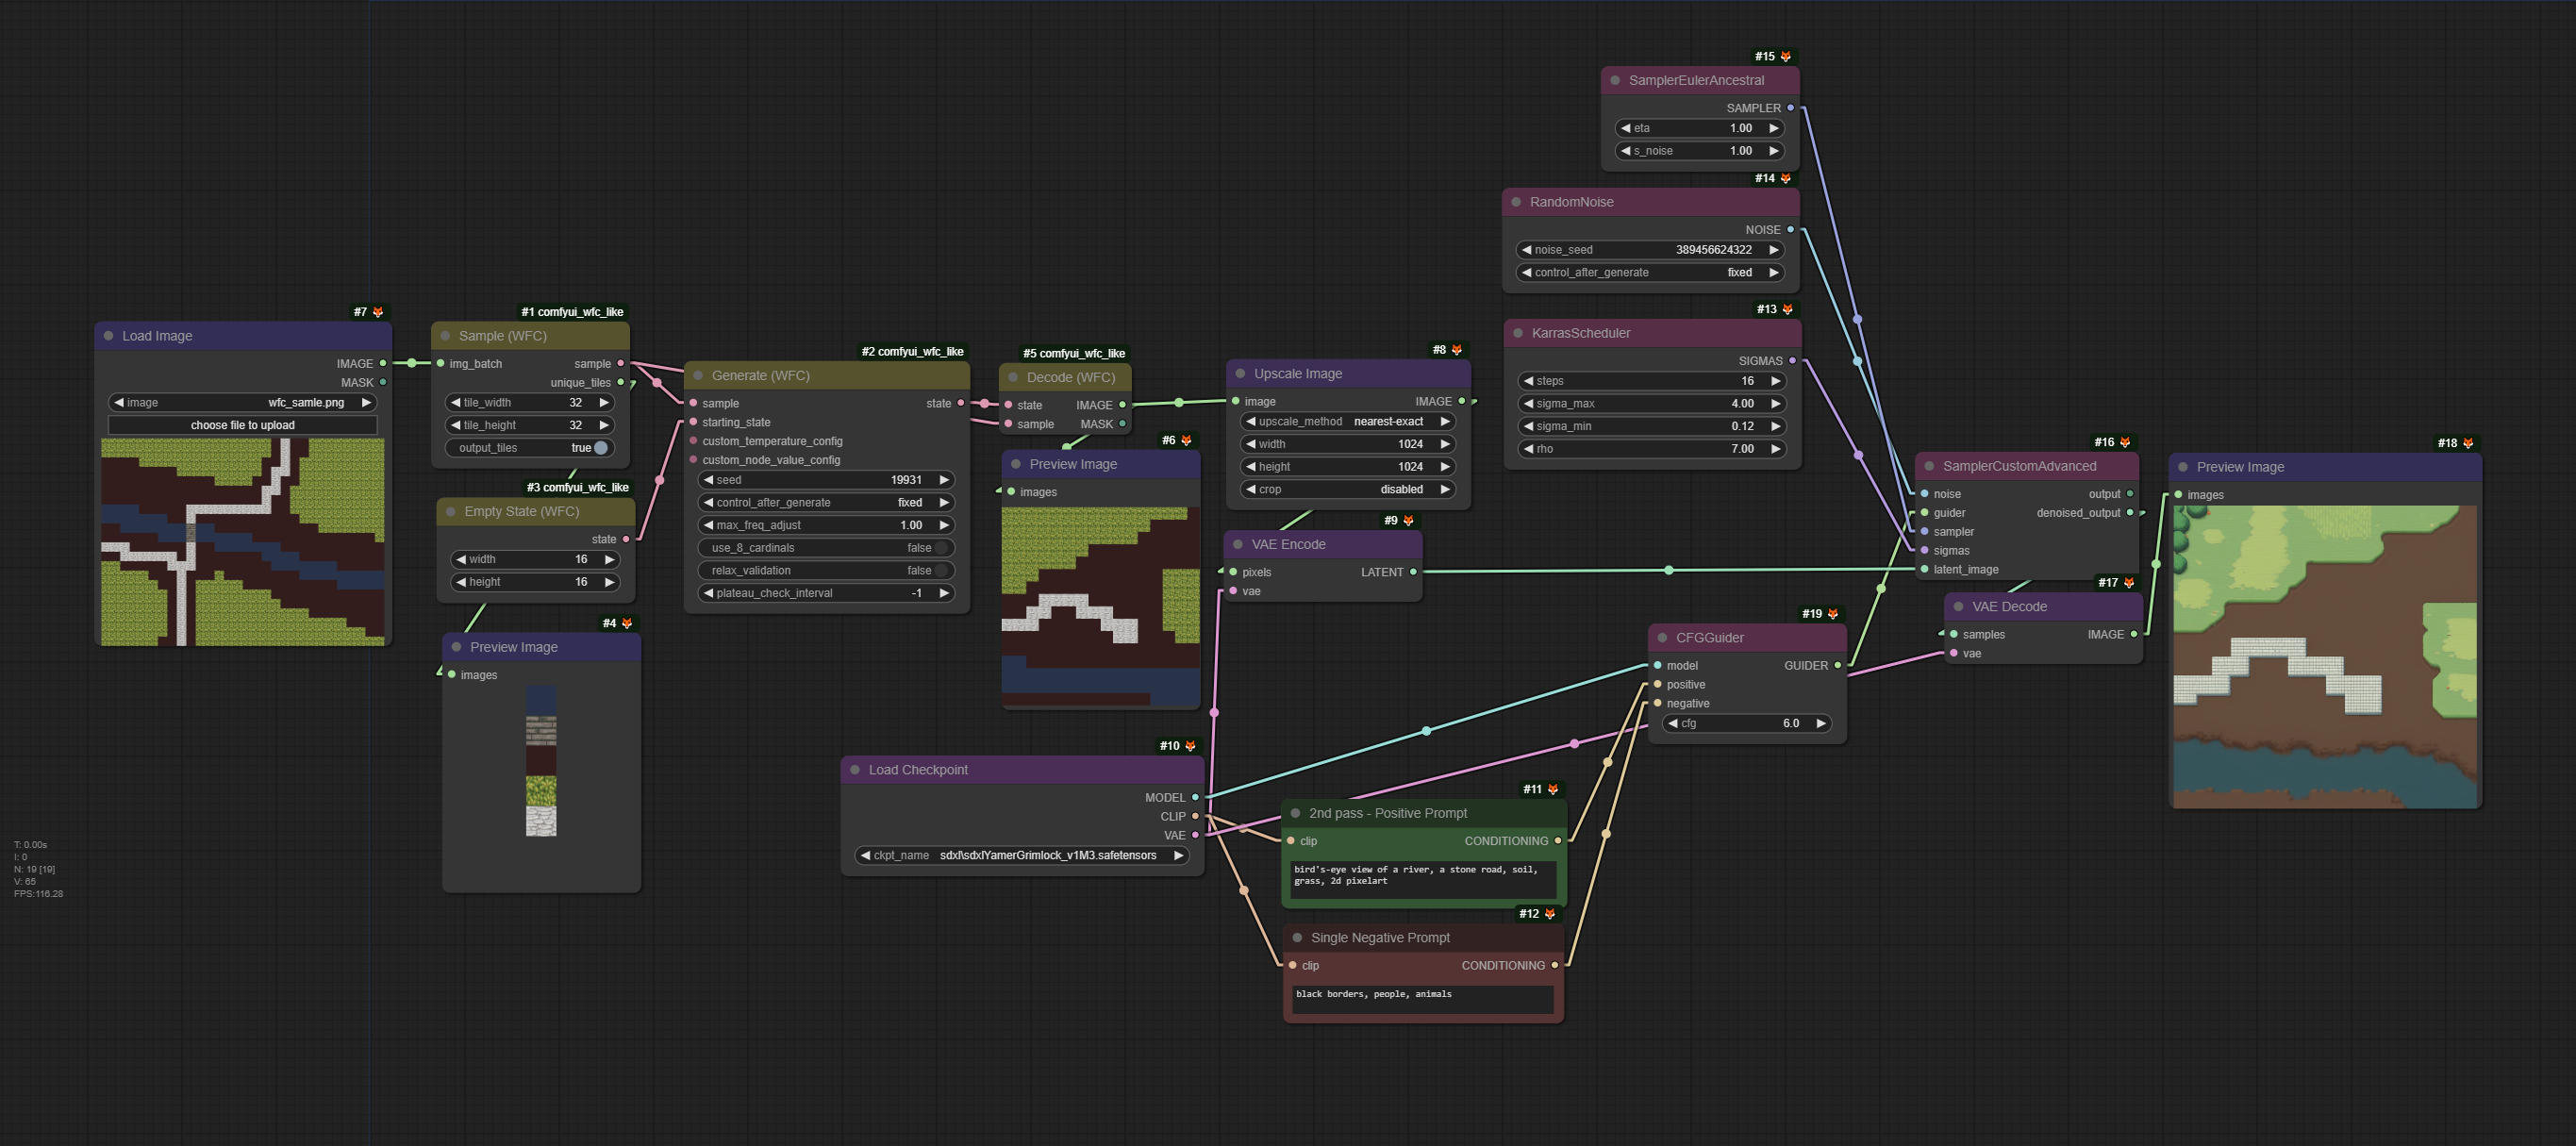 #7
Load Image
IMAGE
MASK
image wfc_samle.png
choose file to upload
#1 comfyui_wfc_like
Sample (WFC)
img_batch sample
unique_tiles
tile_width 32
tile_height 32
output_tiles true
#3 comfyui_wfc_like
Empty State (WFC)
state
width 16
height 16
#4
Preview Image
images
#2 comfyui_wfc_like
Generate (WFC)
sample state
starting_state
custom_temperature_config
custom_node_value_config
seed 19931
control_after_generate fixed
max_freq_adjust 1.00
use_8_cardinals false
relax_validation false
plateau_check_interval -1
#5 comfyui_wfc_like
Decode (WFC)
state IMAGE
sample MASK
#6
Preview Image
images
#8
Upscale Image
image IMAGE
upscale_method nearest-exact
width 1024
height 1024
crop disabled
#9
VAE Encode
pixels LATENT
vae
#10
Load Checkpoint
MODEL
CLIP
VAE
ckpt_name sdxl\sdxlYamerGrimlock_v1M3.safetensors
#11
2nd pass - Positive Prompt
clip CONDITIONING
bird's-eye view of a river, a stone road, soil,
grass, 2d pixelart
#12
Single Negative Prompt
clip CONDITIONING
black borders, people, animals
#15
SamplerEulerAncestral
SAMPLER
eta 1.00
s_noise 1.00
#14
RandomNoise
NOISE
noise_seed 389456624322
control_after_generate fixed
#13
KarrasScheduler
SIGMAS
steps 16
sigma_max 4.00
sigma_min 0.12
rho 7.00
#19
CFGGuider
model GUIDER
positive
negative
cfg 6.0
#16
SamplerCustomAdvanced
noise output
guider denoised_output
sampler
sigmas
latent_image
#17
VAE Decode
samples IMAGE
vae
#18
Preview Image
images
T: 0.00s
I: 0
N: 19 [19]
V: 65
FPS:116.28